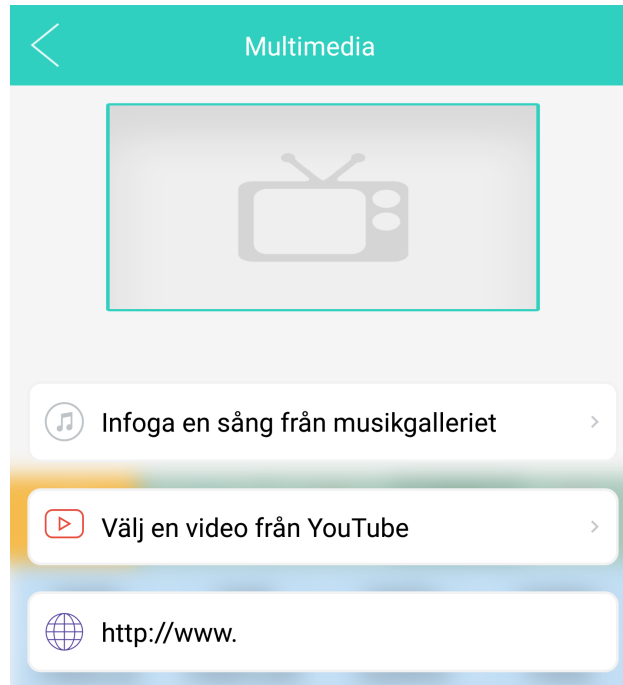 Multimedia
Infoga en sång från musikgalleriet
Välj en video från YouTube
http://www.